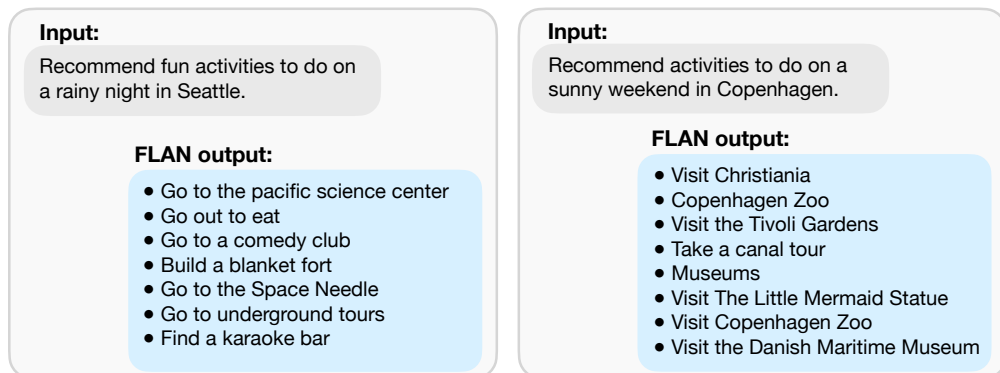 Input:
Recommend fun activities to do on
a rainy night in Seattle.
FLAN output:
• Go to the pacific science center
• Go out to eat
• Go to a comedy club
• Build a blanket fort
• Go to the Space Needle
• Go to underground tours
• Find a karaoke bar
Input:
Recommend activities to do on a
sunny weekend in Copenhagen.
FLAN output:
• Visit Christiania
• Copenhagen Zoo
• Visit the Tivoli Gardens
• Take a canal tour
• Museums
• Visit The Little Mermaid Statue
• Visit Copenhagen Zoo
• Visit the Danish Maritime Museum